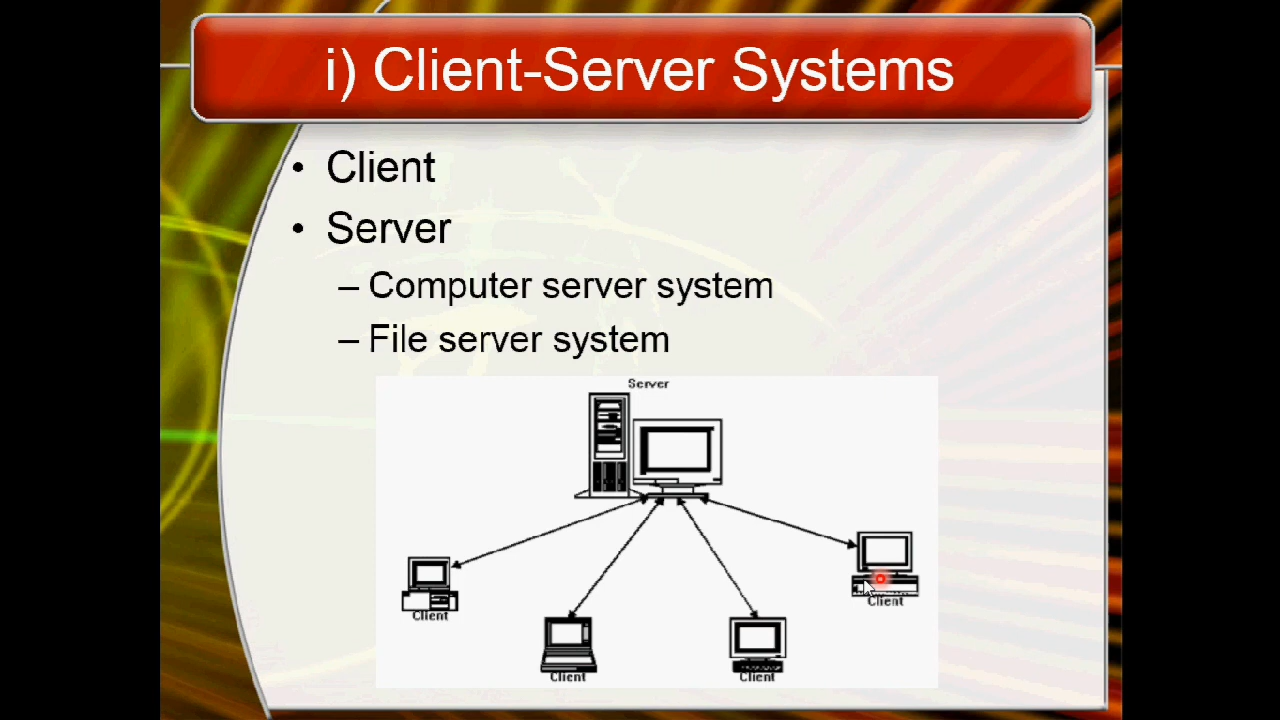 i) Client-Server Systems
• Client
• Server
– Computer server system
– File server system
Server
Client
Client
Client
Client